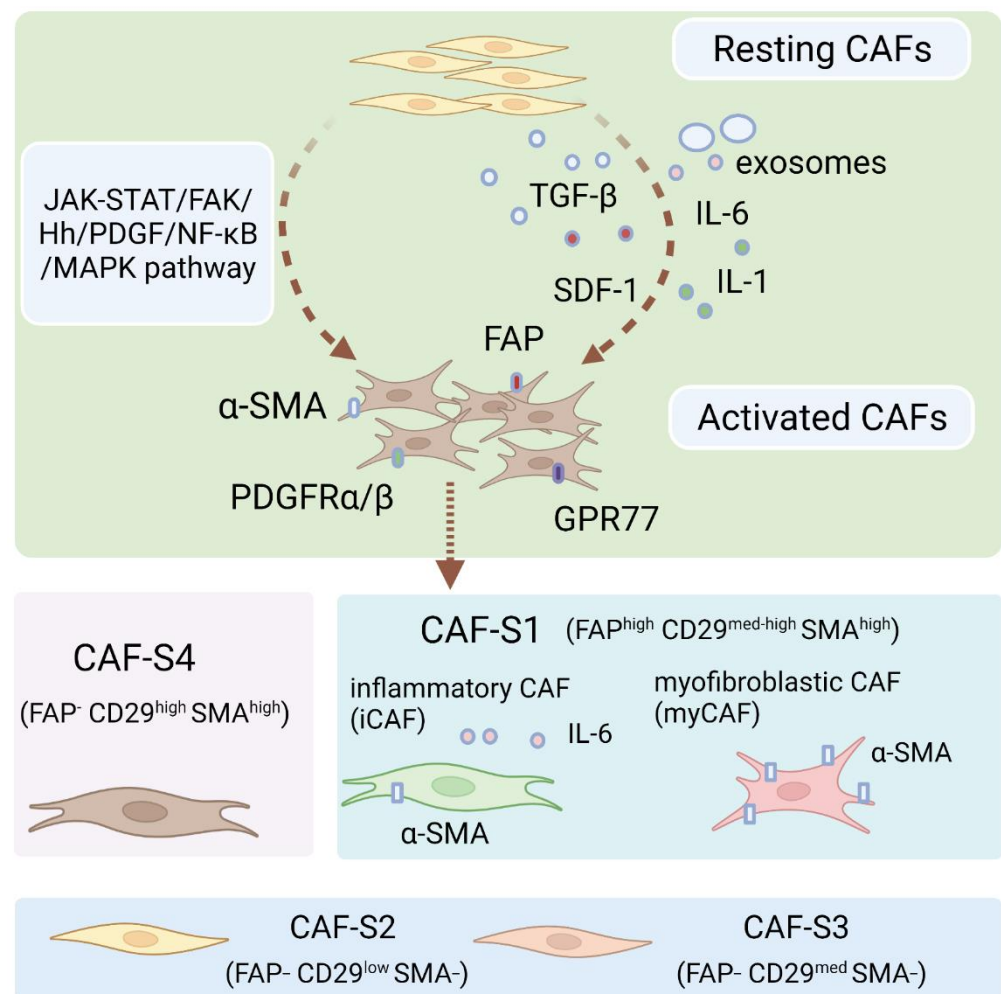 Resting CAFs
exosomes
JAK-STAT/FAK/
Hh/PDGF/NF-κB
/MAPK pathway
TGF-β
IL-6
SDF-1
IL-1
FAP
α-SMA
Activated CAFs
PDGFRα/β
GPR77
CAF-S4
(FAP- CD29high SMAhigh)
CAF-S1 (FAPhigh CD29med-high SMAhigh)
inflammatory CAF
(iCAF)
IL-6
α-SMA
myofibroblastic CAF
(myCAF)
α-SMA
CAF-S2
(FAP- CD29low SMA-)
CAF-S3
(FAP- CD29med SMA-)